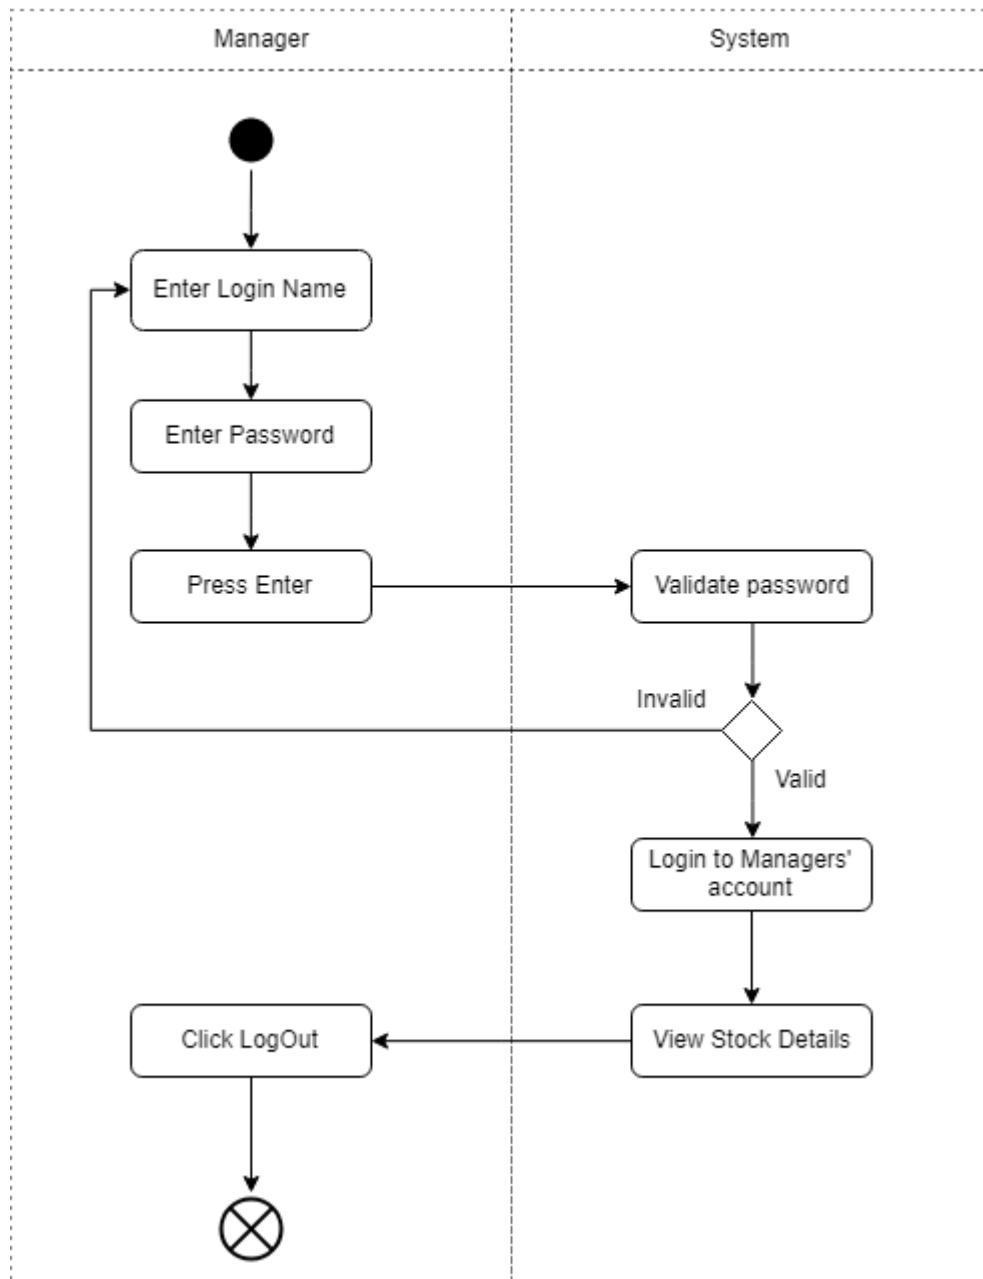 Manager
System
Enter Login Name
Enter Password
Press Enter
Validate password
Invalid
Valid
Login to Managers'
account
Click LogOut
View Stock Details